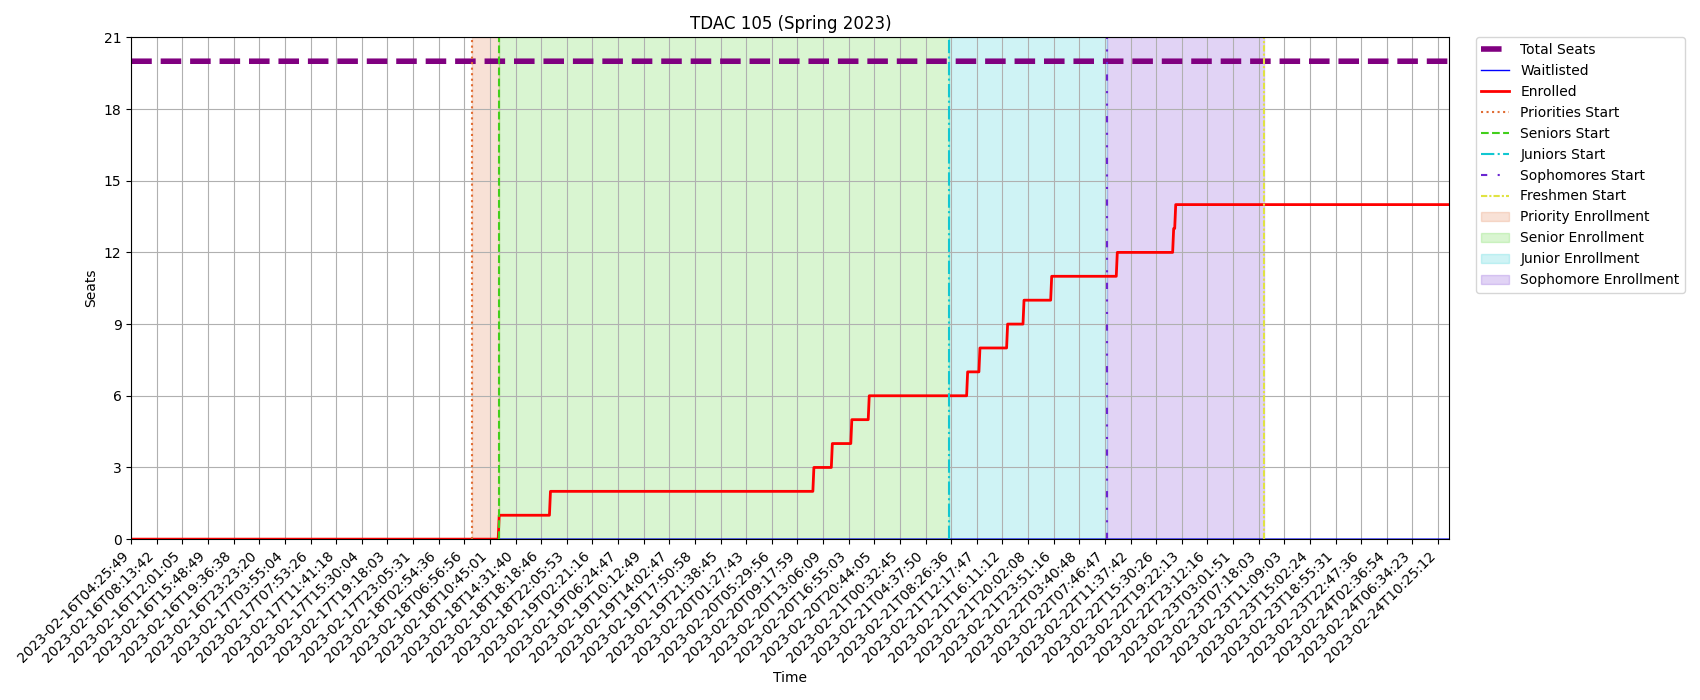 TDAC 105 (Spring 2023)
21
18
15
12
9
6
3
0
Seats
2023-02-16T04:25:49
2023-02-16T08:13:42
2023-02-16T12:01:05
2023-02-16T15:48:49
2023-02-16T19:36:38
2023-02-16T23:23:20
2023-02-17T03:55:04
2023-02-17T07:53:26
2023-02-17T11:41:18
2023-02-17T15:30:04
2023-02-17T19:18:03
2023-02-17T23:05:31
2023-02-18T02:54:36
2023-02-18T06:56:56
2023-02-18T10:45:01
2023-02-18T14:31:40
2023-02-18T18:18:46
2023-02-18T22:05:53
2023-02-19T02:21:16
2023-02-19T06:24:47
2023-02-19T10:12:49
2023-02-19T14:02:47
2023-02-19T17:50:58
2023-02-19T21:38:45
2023-02-20T01:27:43
2023-02-20T05:29:56
2023-02-20T09:17:59
2023-02-20T13:06:09
2023-02-20T16:55:03
2023-02-20T20:44:05
2023-02-21T00:32:45
2023-02-21T04:37:50
2023-02-21T08:26:36
2023-02-21T12:17:47
2023-02-21T16:11:12
2023-02-21T20:02:08
2023-02-21T23:51:16
2023-02-22T03:40:48
2023-02-22T07:46:47
2023-02-22T11:37:42
2023-02-22T15:30:26
2023-02-22T19:22:13
2023-02-22T23:12:16
2023-02-23T03:01:51
2023-02-23T07:18:03
2023-02-23T11:09:03
2023-02-23T15:02:24
2023-02-23T18:55:31
2023-02-23T22:47:36
2023-02-24T02:36:54
2023-02-24T06:34:23
2023-02-24T10:25:12
Time
Total Seats
Waitlisted
Enrolled
Priorities Start
Seniors Start
Juniors Start
Sophomores Start
Freshmen Start
Priority Enrollment
Senior Enrollment
Junior Enrollment
Sophomore Enrollment